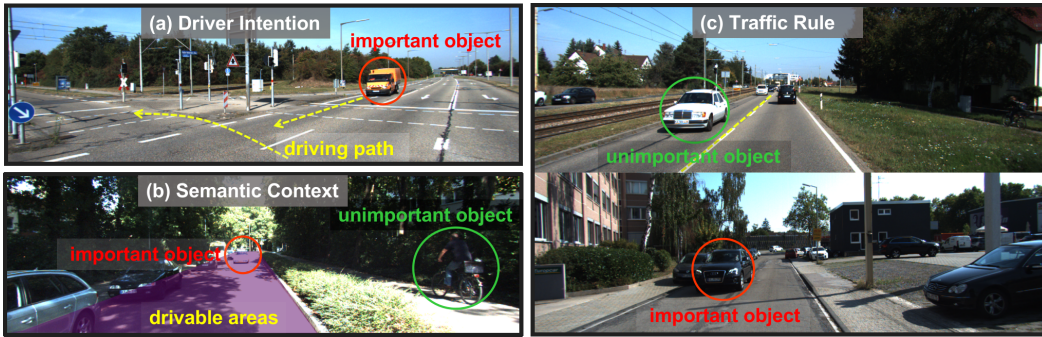 (a) Driver Intention
important object
driving path
(b) Semantic Context
unimportant object
important object
drivable areas
(c) Traffic Rule
unimportant object
important object